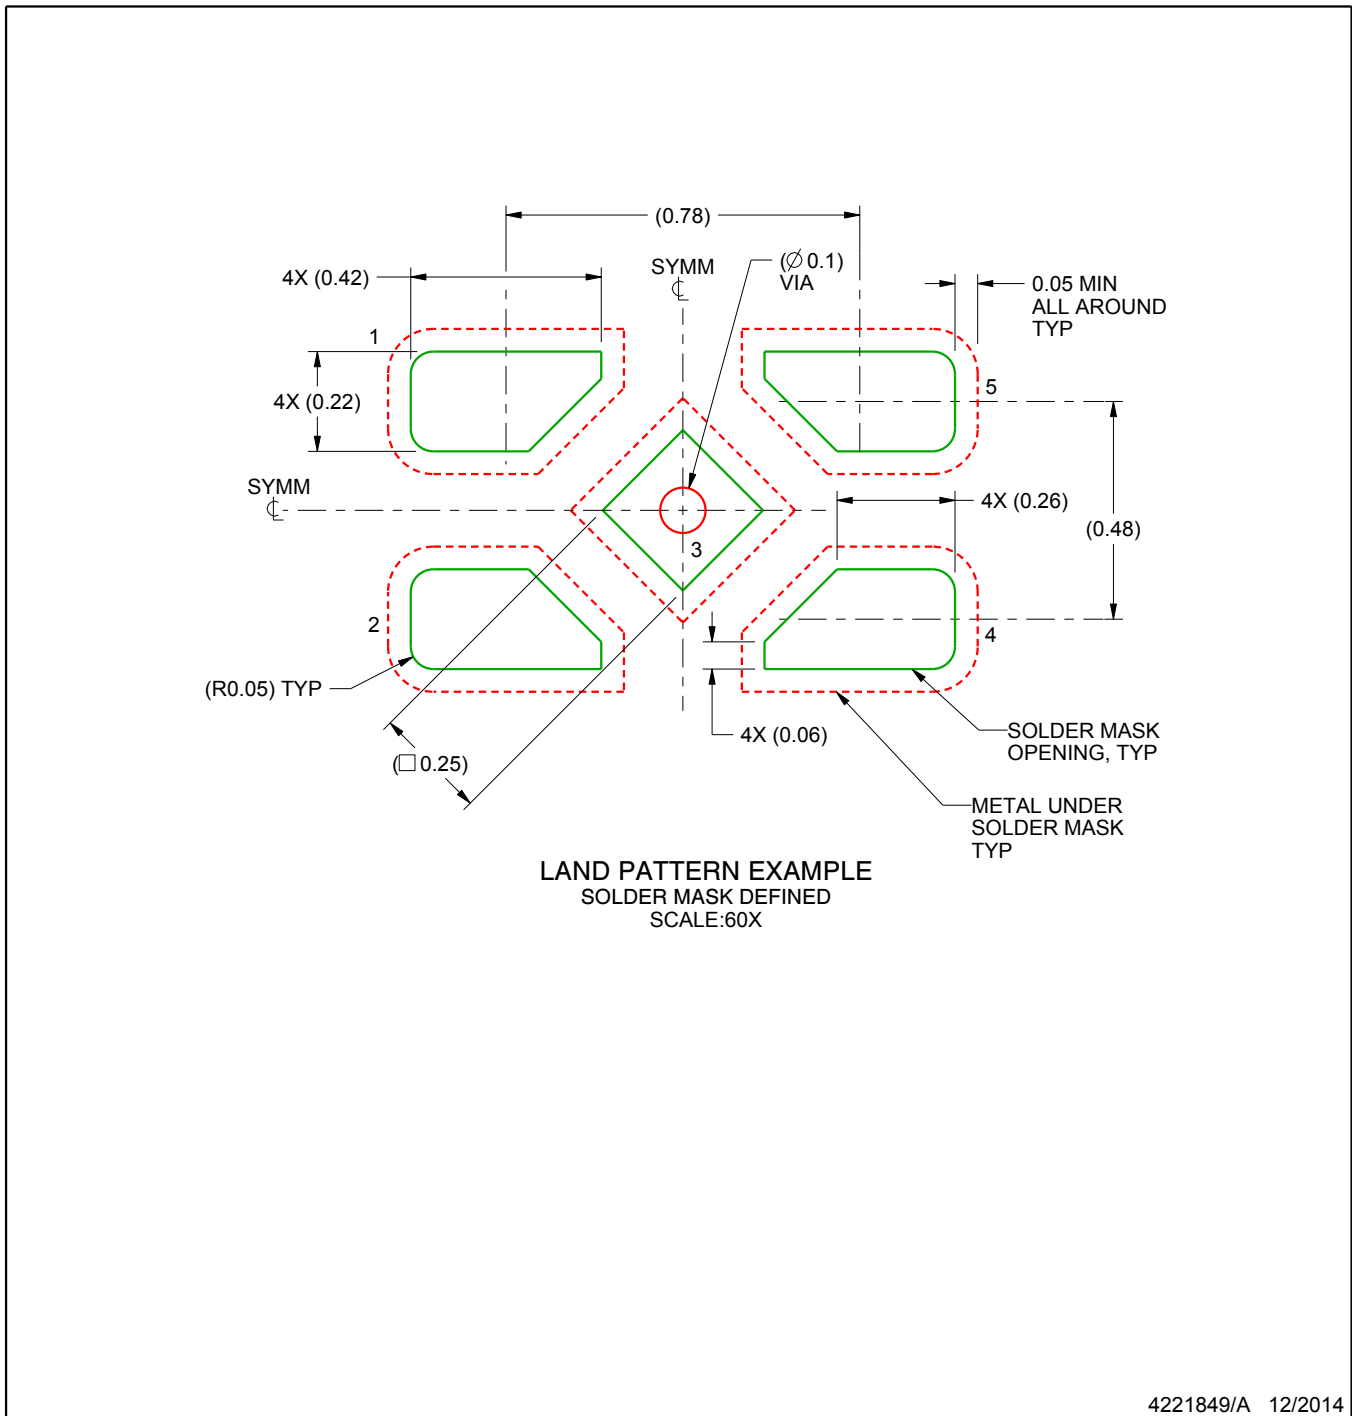 (0.78)
SYMM
(∅ 0.1)
VIA
4X (0.42)
0.05 MIN
ALL AROUND
TYP
1
5
4X (0.22)
SYMM
4X (0.26)
(0.48)
3
2
4
(R0.05) TYP
4X (0.06)
SOLDER MASK
OPENING, TYP
(□ 0.25)
METAL UNDER
SOLDER MASK
TYP
LAND PATTERN EXAMPLE
SOLDER MASK DEFINED
SCALE:60X
4221849/A 12/2014